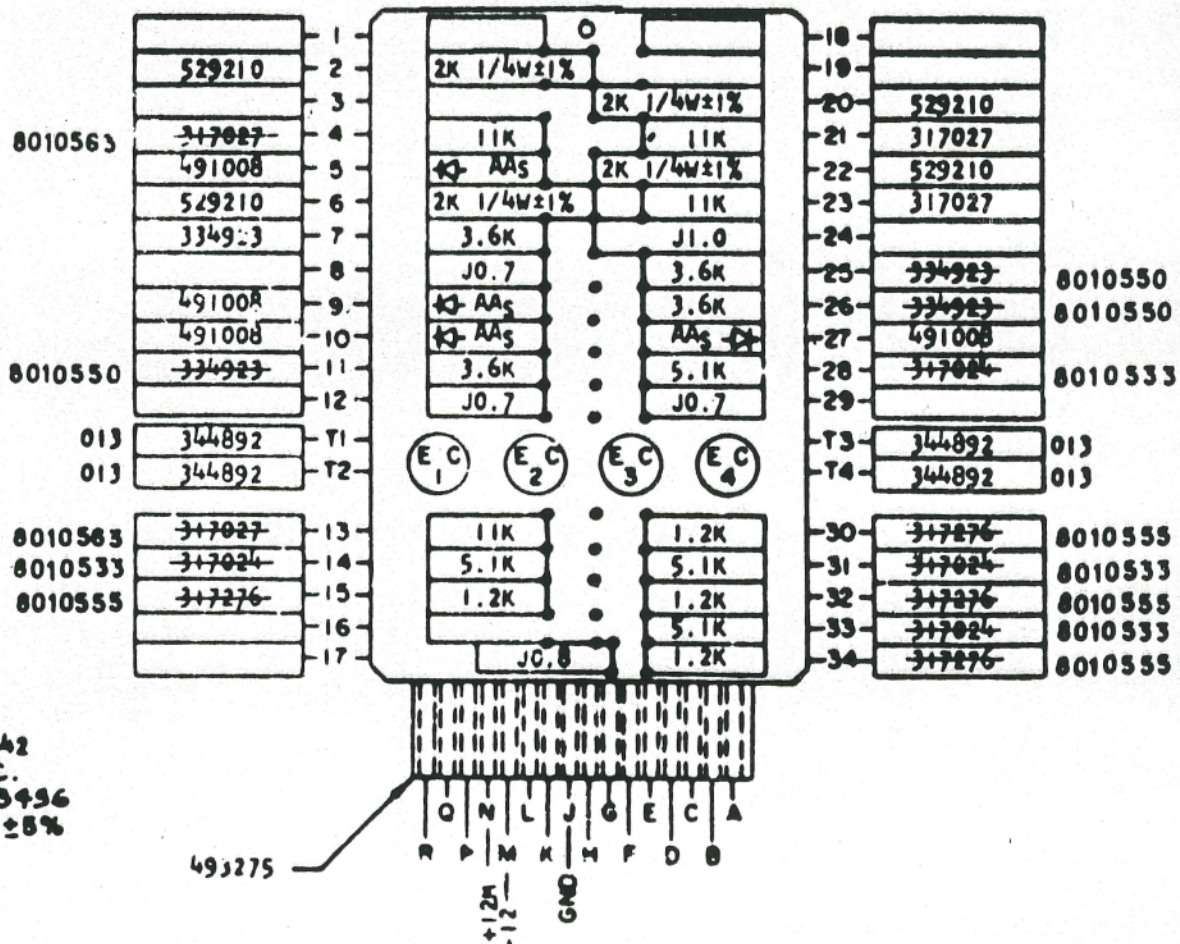 1 O 18
529210 2 2K 1/4W±1% 19
3 2K 1/4W±1% 20 529210
8010563 317027 4 11K 11K 21 317027
491008 5 AAS 2K 1/4W±1% 22 529210
529210 6 2K 1/4W±1% 11K 23 317027
334923 7 3.6K J1.0 24
8 J0.7 3.6K 25 334923 8010550
491008 9 AAS 3.6K 26 334923 8010550
491008 10 AAS AAS 27 491008
8010550 334923 11 3.6K 5.1K 28 317024 8010533
12 J0.7 J0.7 29
013 344892 T1 T3 344892 013
E C 1 E C 2 E C 3 E C 4
013 344892 T2 T4 344892 013
8010563 317027 13 11K 1.2K 30 317276 8010555
8010533 317024 14 5.1K 5.1K 31 317024 8010533
8010555 317276 15 1.2K 1.2K 32 317276 8010555
16 5.1K 33 317024 8010533
17 J0.8 1.2K 34 317276 8010555
42
C.
3496
±5%
493275
Q N L J G E C A
R P M K H F D B
+12M
+12
GND